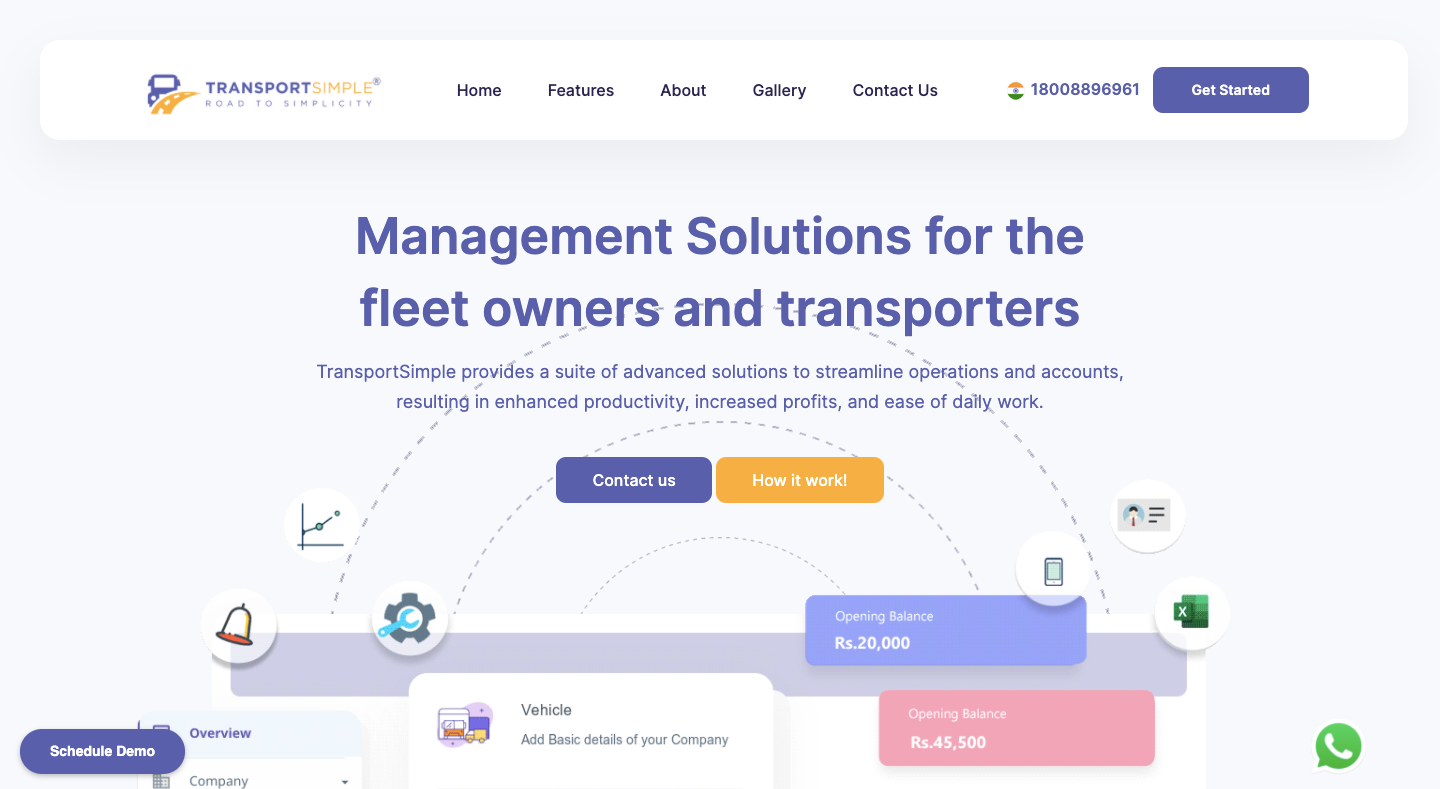 TRANSPORTSIMPLE®
ROAD TO SIMPLICITY
Home
Features
About
Gallery
Contact Us
18008896961
Get Started
Management Solutions for the
fleet owners and transporters
TransportSimple provides a suite of advanced solutions to streamline operations and accounts,
resulting in enhanced productivity, increased profits, and ease of daily work.
Contact us
How it work!
X
Opening Balance
Rs.20,000
Vehicle
Add Basic details of your Company
Opening Balance
Rs.45,500
Overview
Schedule Demo
Company